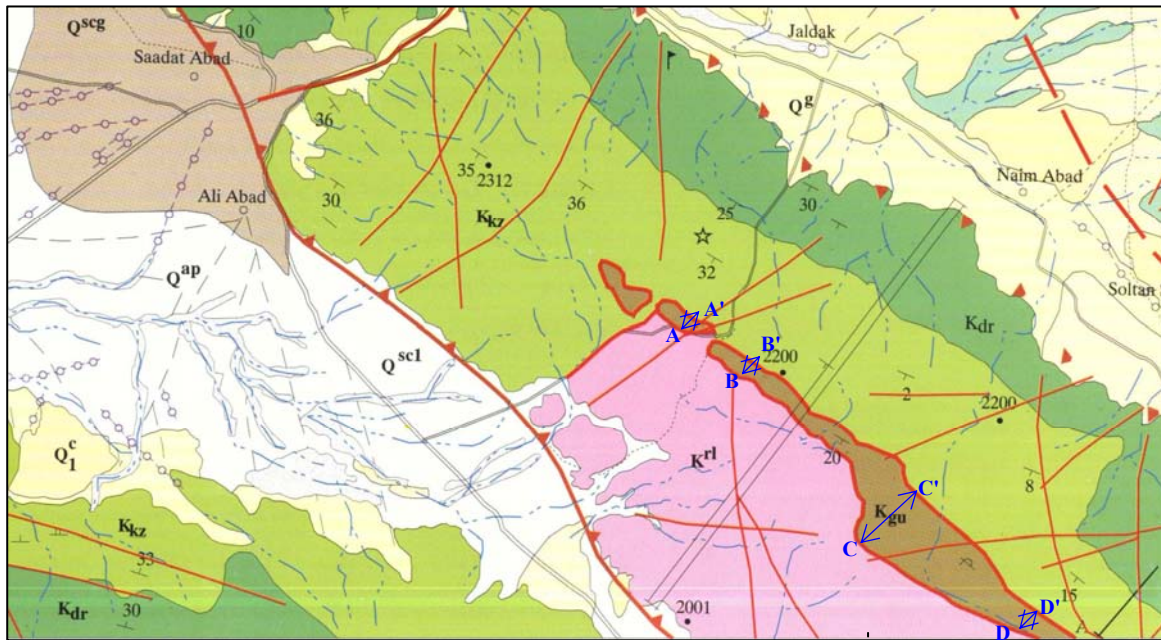 Q^scg
10
Saadat Abad
Jaldak
Q^g
36
35
2312
30
K_kz
36
25
30
Naim Abad
Ali Abad
32
Soltan
Q^ap
A A'
K_dr
Q^sc1
B B'
2200
2
2200
Q_1^c
K^rl
20
8
C'
K_gu
K_kz
C
33
15
D'
K_dr
30
2001
D
A